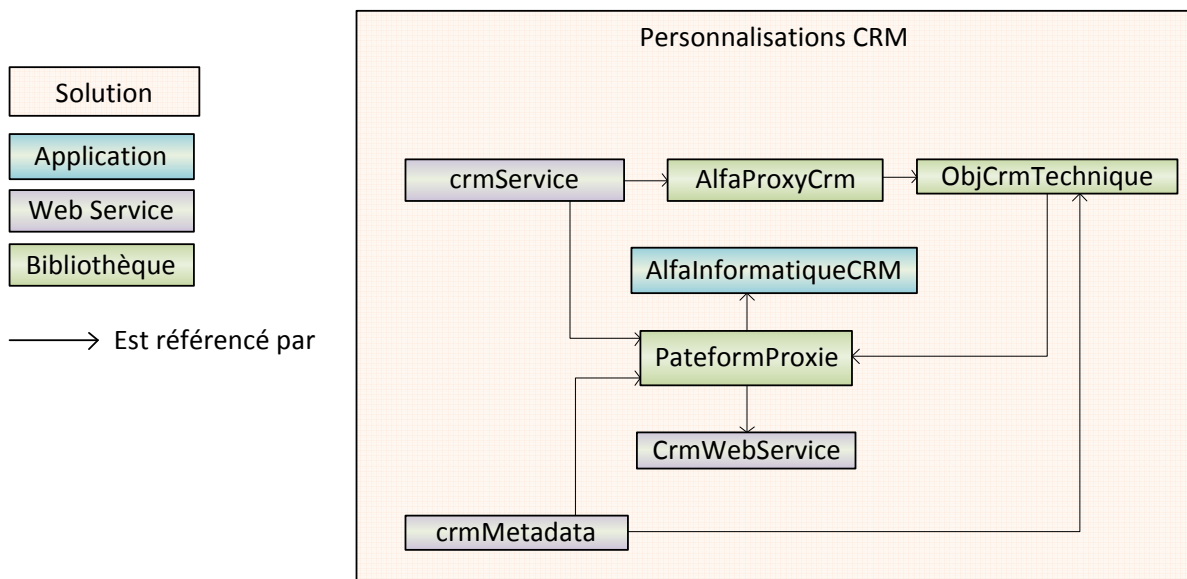 Personnalisations CRM
Solution
Application
Web Service
Bibliothèque
Est référencé par
crmService
AlfaProxyCrm
ObjCrmTechnique
AlfaInformatiqueCRM
PateformProxie
CrmWebService
crmMetadata